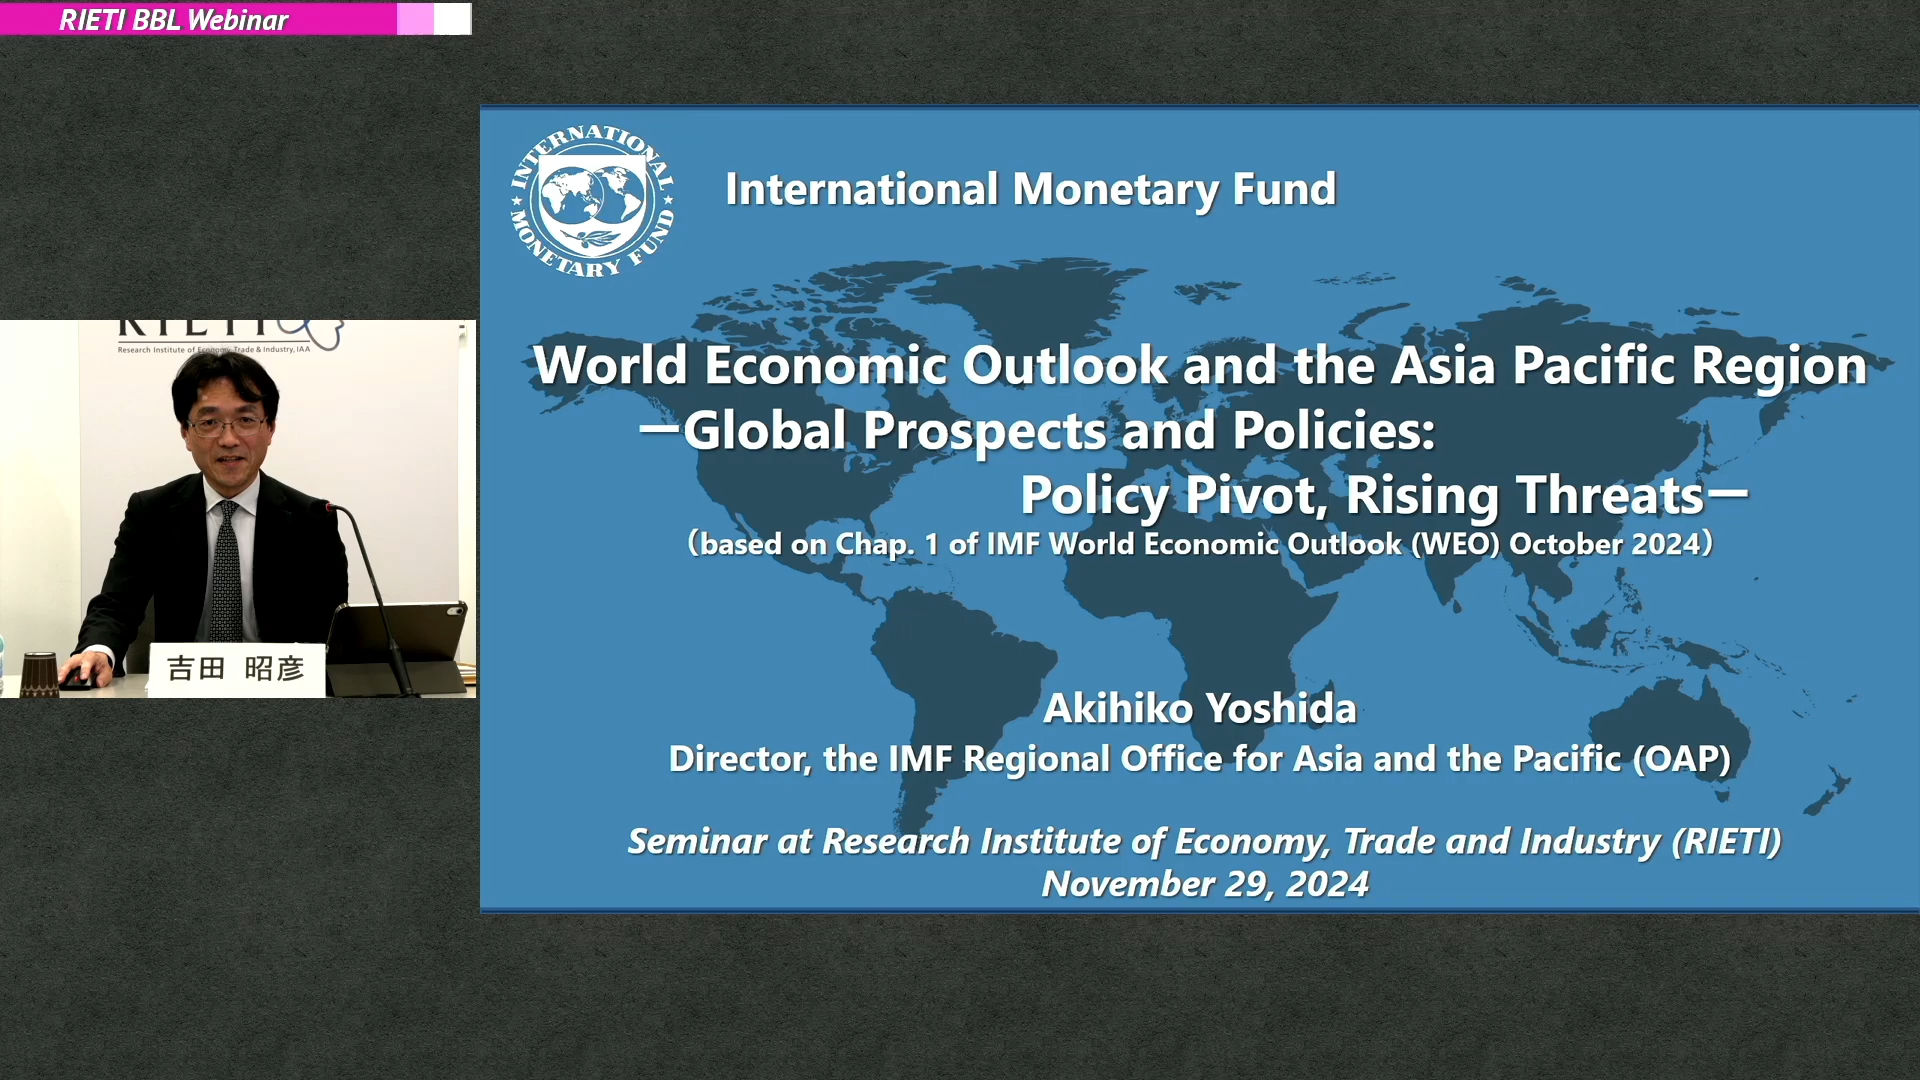 RIETI BBL Webinar
INTERNATIONAL MONETARY FUND
International Monetary Fund
World Economic Outlook and the Asia Pacific Region
—Global Prospects and Policies:
Policy Pivot, Rising Threats—
（based on Chap. 1 of IMF World Economic Outlook (WEO) October 2024）
Akihiko Yoshida
Director, the IMF Regional Office for Asia and the Pacific (OAP)
Seminar at Research Institute of Economy, Trade and Industry (RIETI)
November 29, 2024
RIETI
Research Institute of Economy, Trade & Industry, IAA
吉田 昭彦